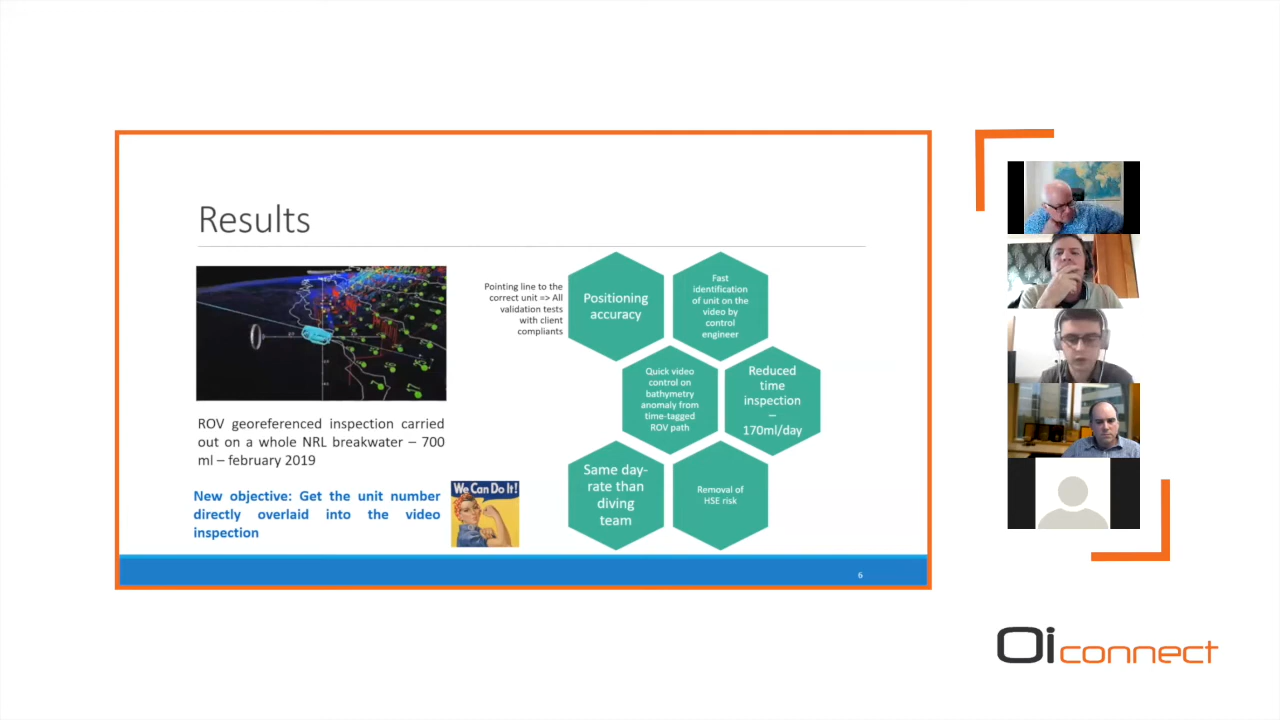 Results
Pointing line to the
correct unit => All
validation tests
with client
compliants
Positioning
accuracy
Fast
identification
of unit on the
video by
control
engineer
Quick video
control on
bathymetry
anomaly from
time-tagged
ROV path
Reduced
time
inspection
–
170ml/day
Same day-
rate than
diving
team
Removal of
HSE risk
ROV georeferenced inspection carried
out on a whole NRL breakwater – 700
ml – february 2019
New objective: Get the unit number
directly overlaid into the video
inspection
We Can Do It!
6
Oi connect